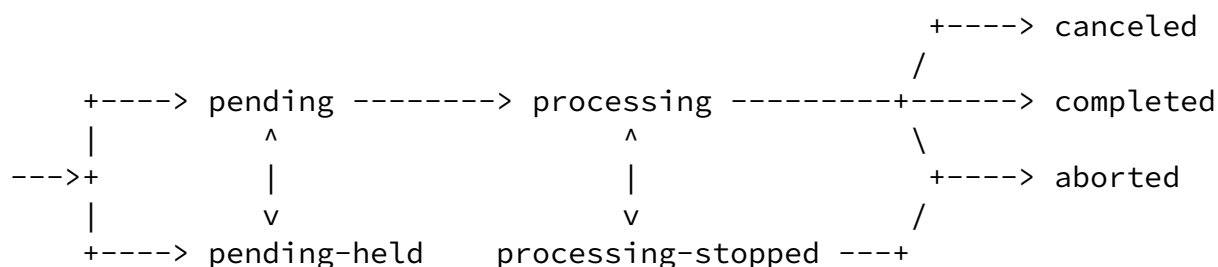 +----> canceled
/
+----> pending --------> processing ---------+------> completed
| ^ ^ \
--->+ | | +----> aborted
| v v /
+----> pending-held processing-stopped ---+